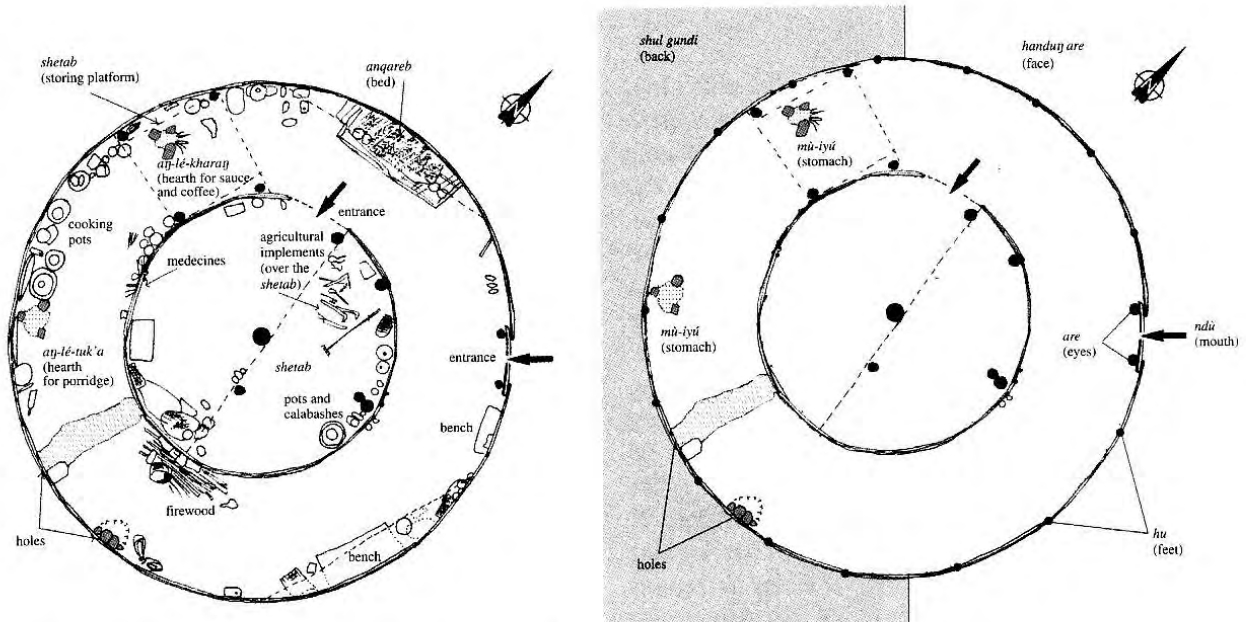 shetab
(storing platform)
anqareb
(bed)
aŋ-lé-kharaŋ
(hearth for sauce
and coffee)
entrance
cooking
pots
agricultural
implements
(over the
shetab)
medecines
aŋ-lé-tuk'a
(hearth
for porridge)
shetab
entrance
pots and
calabashes
bench
firewood
holes
bench
shul gundi
(back)
handuŋ are
(face)
mù-iyú
(stomach)
mù-iyú
(stomach)
are
(eyes)
ndù
(mouth)
holes
hu
(feet)